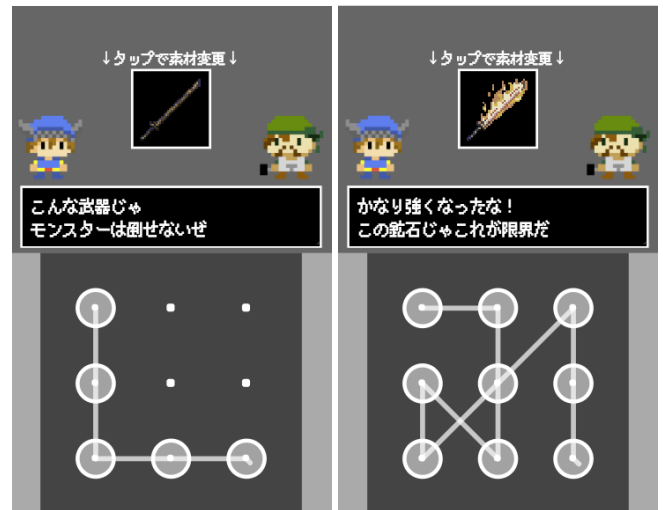 ↓タップで素材変更↓
こんな武器じゃ
モンスターは倒せないぜ
↓タップで素材変更↓
かなり強くなったな！
この鉱石じゃこれが限界だ